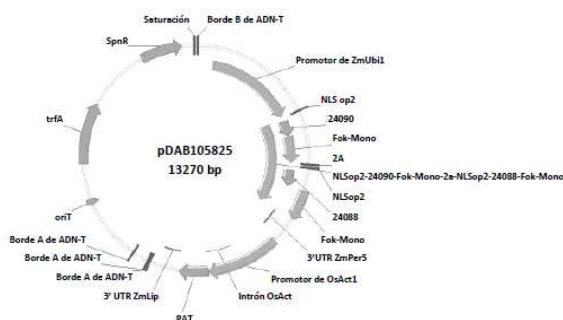 Saturación
Borde B de ADN-T
SpnR
Promotor de ZmUbi1
NLS op2
24090
Fok-Mono
2A
NLSop2-24090-Fok-Mono-2a-NLSop2-24088-Fok-Mono
NLSop2
24088
Fok-Mono
3'UTR ZmPer5
Promotor de OsAct1
Intrón OsAct
PAT
3' UTR ZmLip
Borde A de ADN-T
Borde A de ADN-T
Borde A de ADN-T
oriT
trfA
pDAB105825
13270 bp